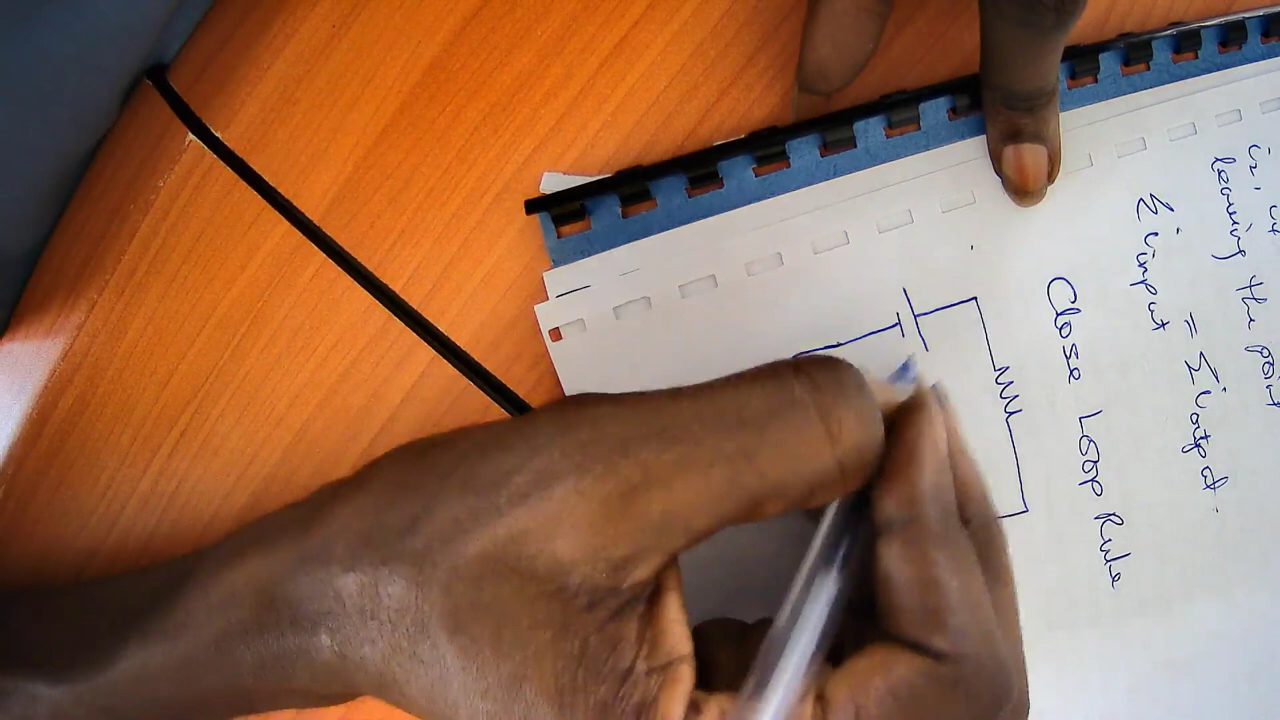 leaving the point
Σ i input = Σ i output.
Close Loop Rule